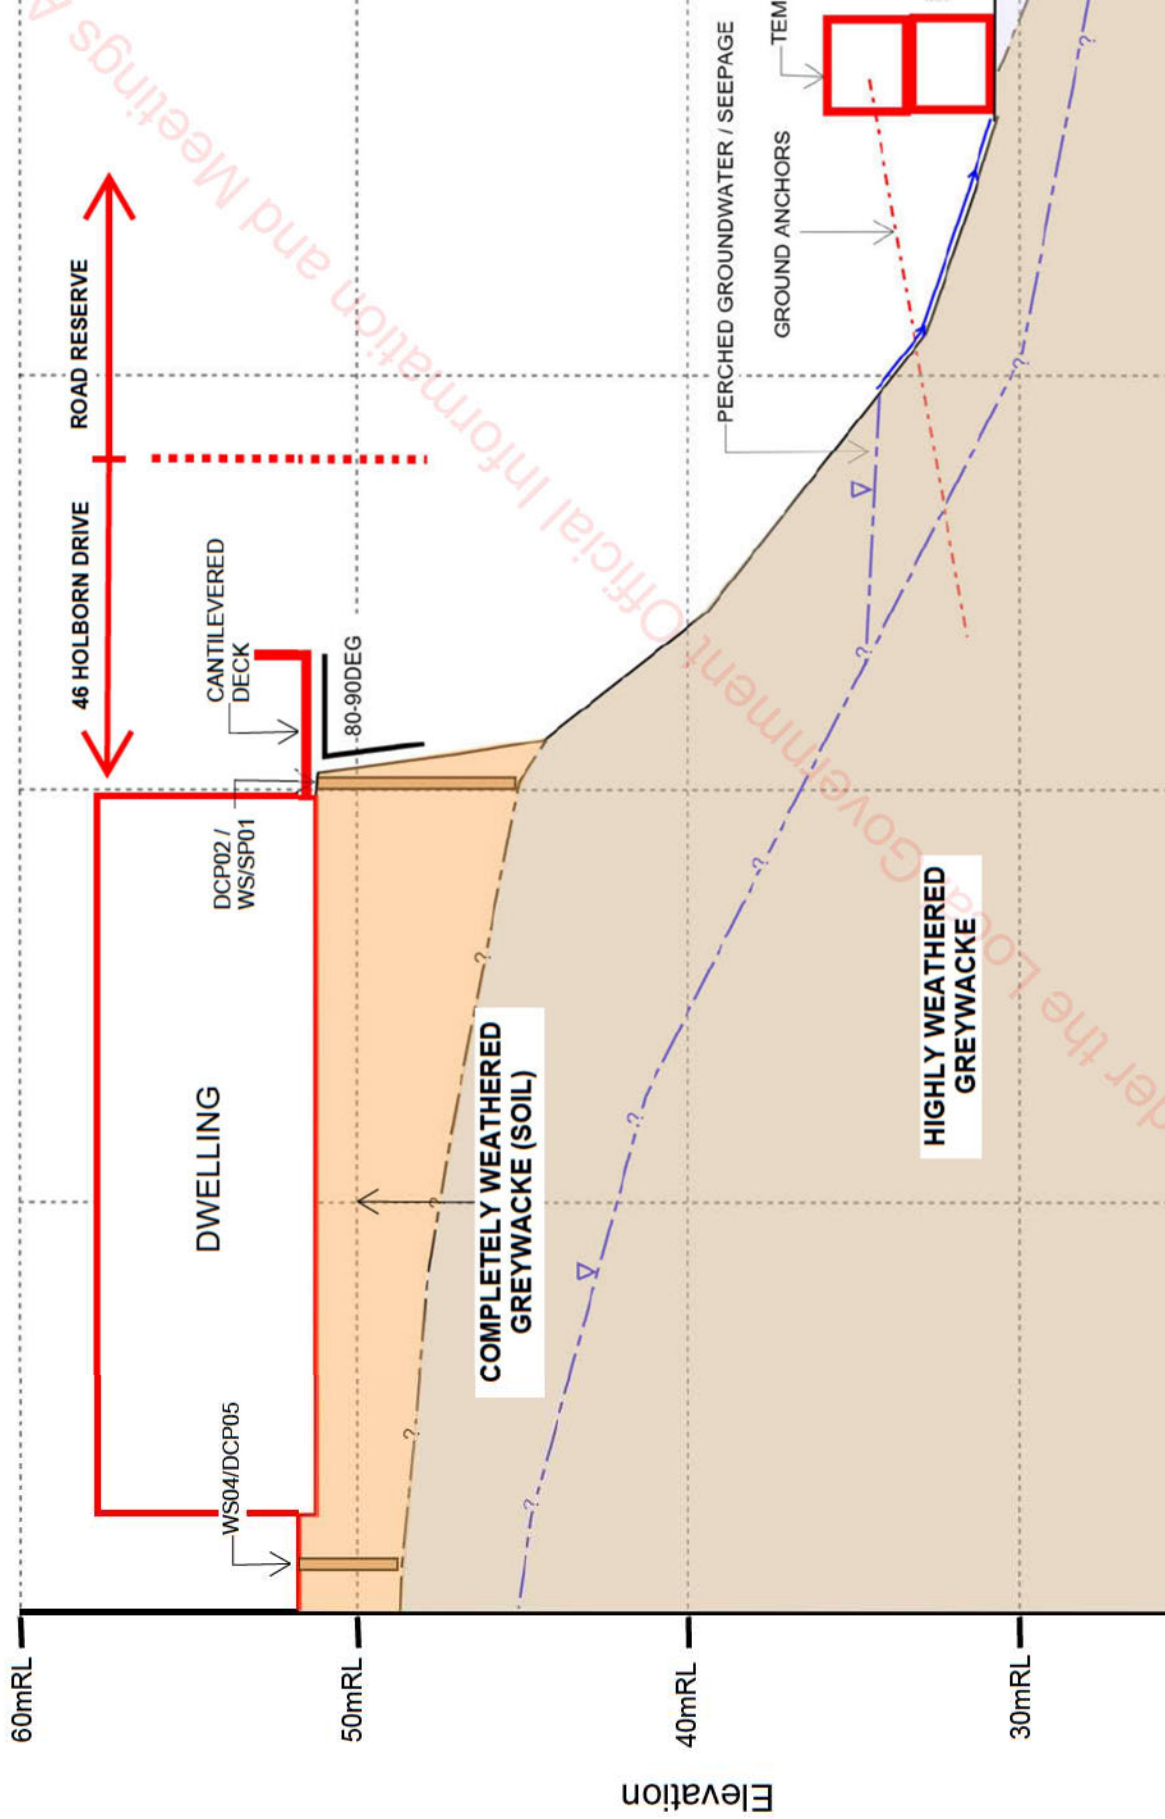 60mRL
50mRL
40mRL
30mRL
Elevation
46 HOLBORN DRIVE
ROAD RESERVE
WS04/DCP05
DWELLING
DCP02 /
WS/SP01
CANTILEVERED
DECK
80-90DEG
COMPLETELY WEATHERED
GREYWACKE (SOIL)
HIGHLY WEATHERED
GREYWACKE
PERCHED GROUNDWATER / SEEPAGE
GROUND ANCHORS
TEM
?
?
?
?
?
?
?
?
?
der the Local Government Official Information and Meetings A